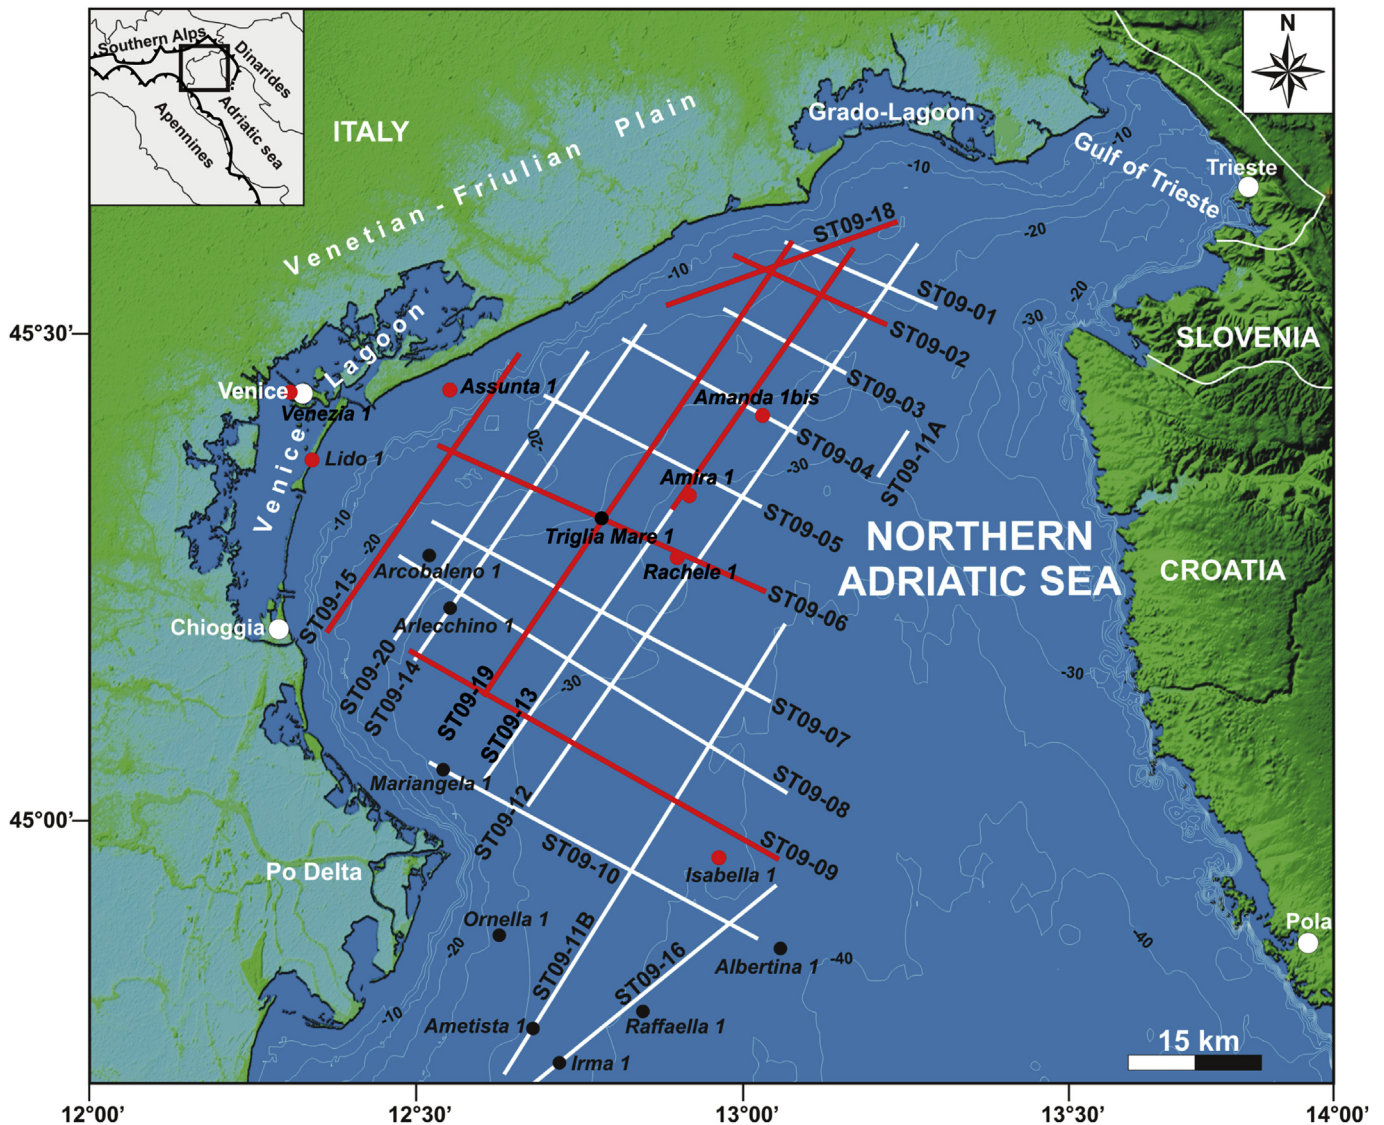 Southern Alps
Dinarides
Adriatic sea
Apennines
N
ITALY
Venetian - Friulian Plain
Grado-Lagoon
Gulf of Trieste
Trieste
-10
-10
-20
-10
-20
-30
ST09-18
ST09-01
ST09-02
ST09-03
ST09-04
ST09-11A
ST09-05
SLOVENIA
45°30'
Venice
Venezia 1
Venice Lagoon
Assunta 1
Lido 1
Amanda 1bis
-20
-30
Amira 1
-10
-20
Triglia Mare 1
Rachele 1
NORTHERN
ADRIATIC SEA
CROATIA
Arcobaleno 1
Arlecchino 1
ST09-15
Chioggia
ST09-06
ST09-20
ST09-14
ST09-19
ST09-13
-30
-30
ST09-07
ST09-08
Mariangela 1
45°00'
ST09-12
ST09-10
ST09-09
Po Delta
Isabella 1
Ornella 1
-20
ST09-11B
ST09-16
Albertina 1
-40
-40
Pola
-10
Ametista 1
Raffaella 1
Irma 1
15 km
12°00'
12°30'
13°00'
13°30'
14°00'